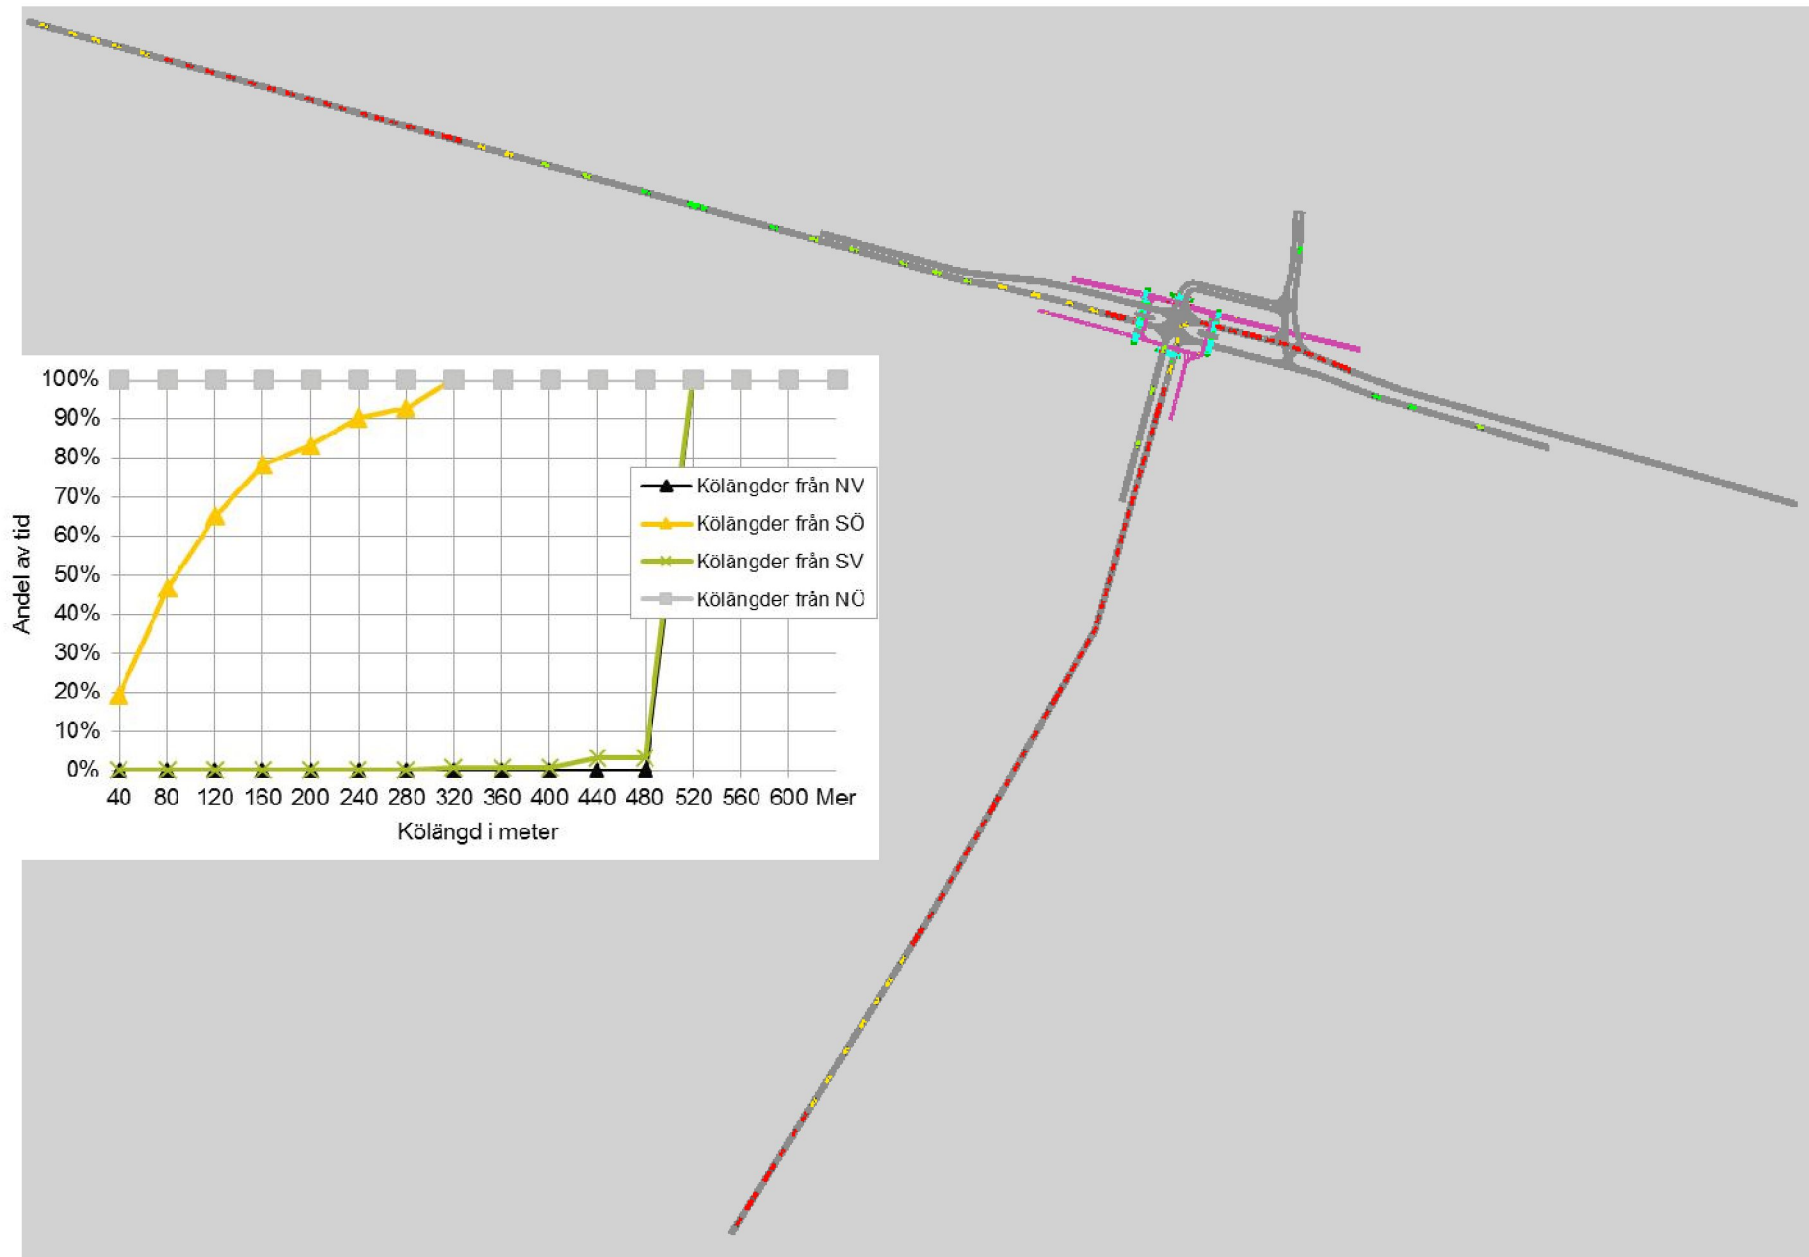 100%
90%
80%
70%
60%
50%
40%
30%
20%
10%
0%
Andel av tid
40 80 120 160 200 240 280 320 360 400 440 480 520 560 600 Mer
Kölängd i meter
Kölängder från NV
Kölängder från SÖ
Kölängder från SV
Kölängder från NÖ